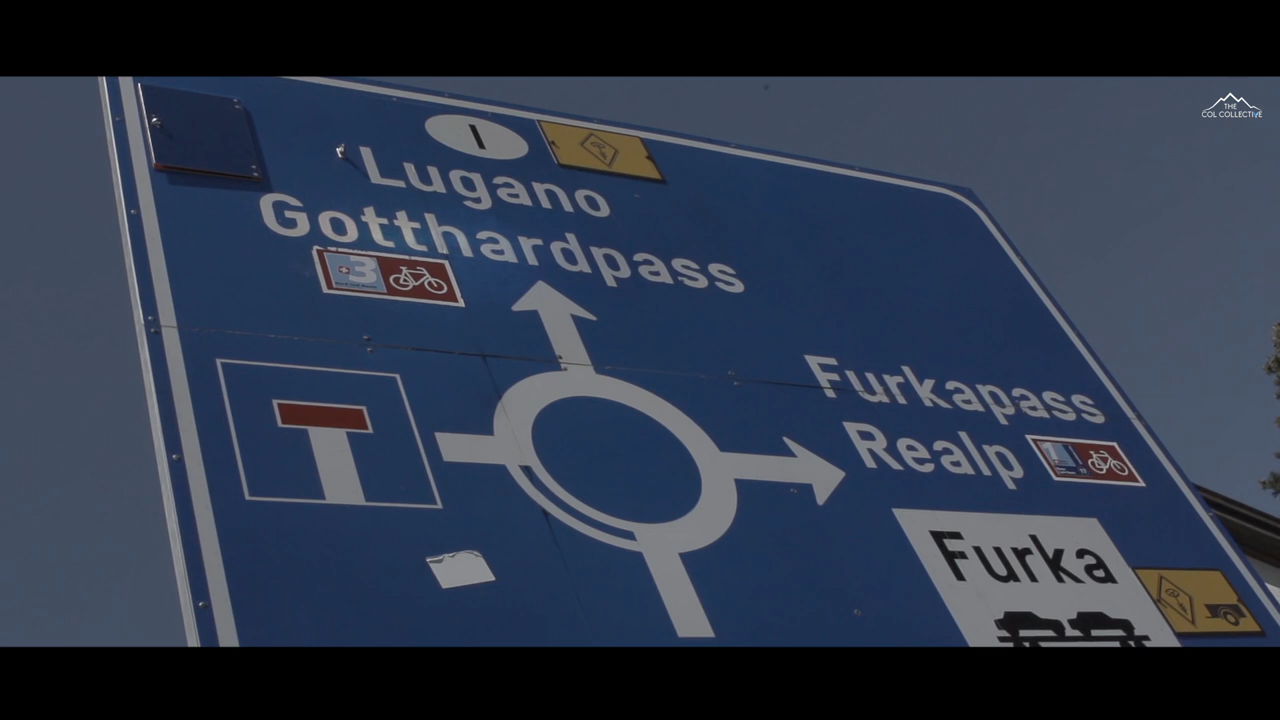 THE
COL COLLECTIVE
I
Lugano
Gotthardpass
3
Furkapass
Realp
Furka